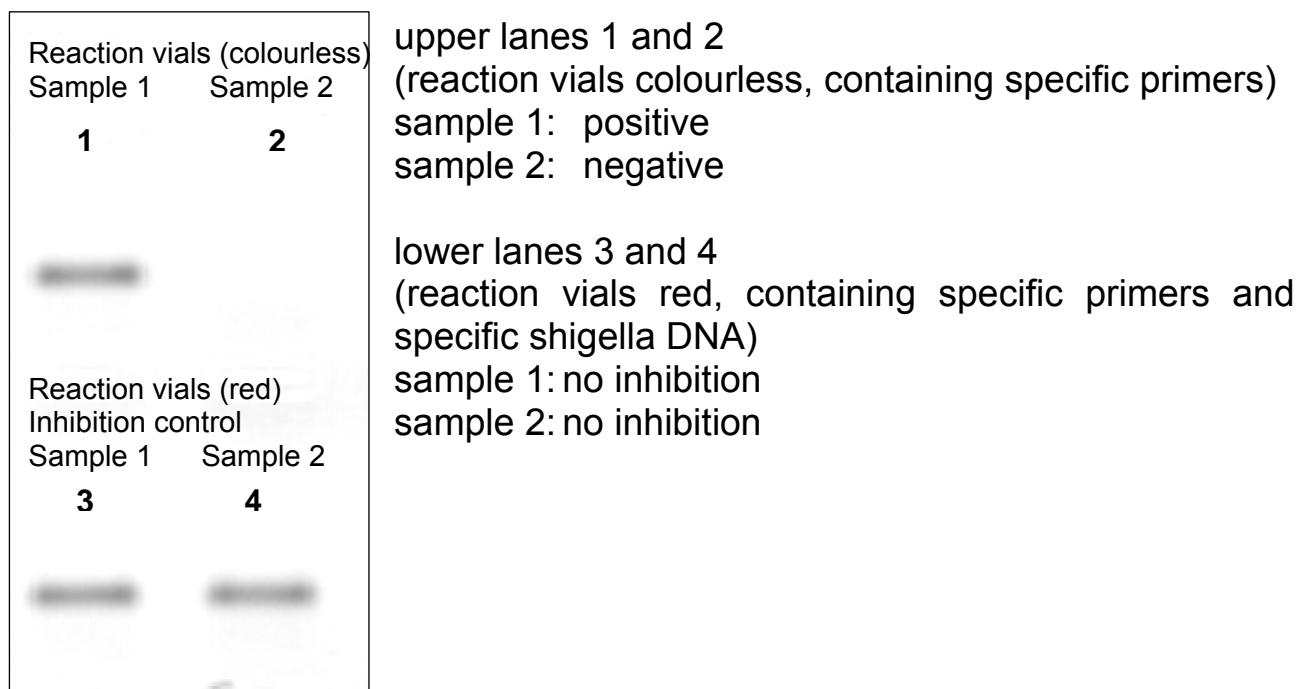 Reaction vials (colourless)
Sample 1 Sample 2
1 2
Reaction vials (red)
Inhibition control
Sample 1 Sample 2
3 4
upper lanes 1 and 2
(reaction vials colourless, containing specific primers)
sample 1: positive
sample 2: negative
lower lanes 3 and 4
(reaction vials red, containing specific primers and
specific shigella DNA)
sample 1: no inhibition
sample 2: no inhibition